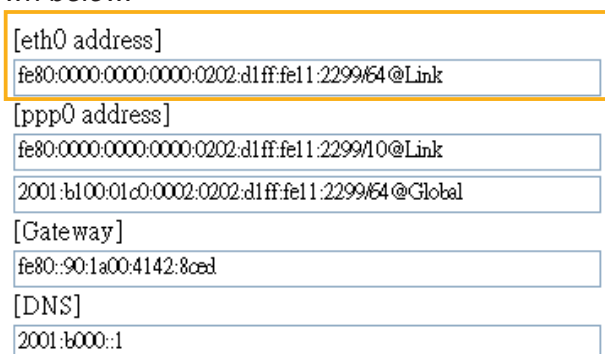 [eth0 address]
fe80:0000:0000:0000:0202:d1ff:fe11:2299/64@Link
[ppp0 address]
fe80:0000:0000:0000:0202:d1ff:fe11:2299/10@Link
2001:b100:01c0:0002:0202:d1ff:fe11:2299/64@Global
[Gateway]
fe80::90:1a00:4142:8ced
[DNS]
2001:b000::1